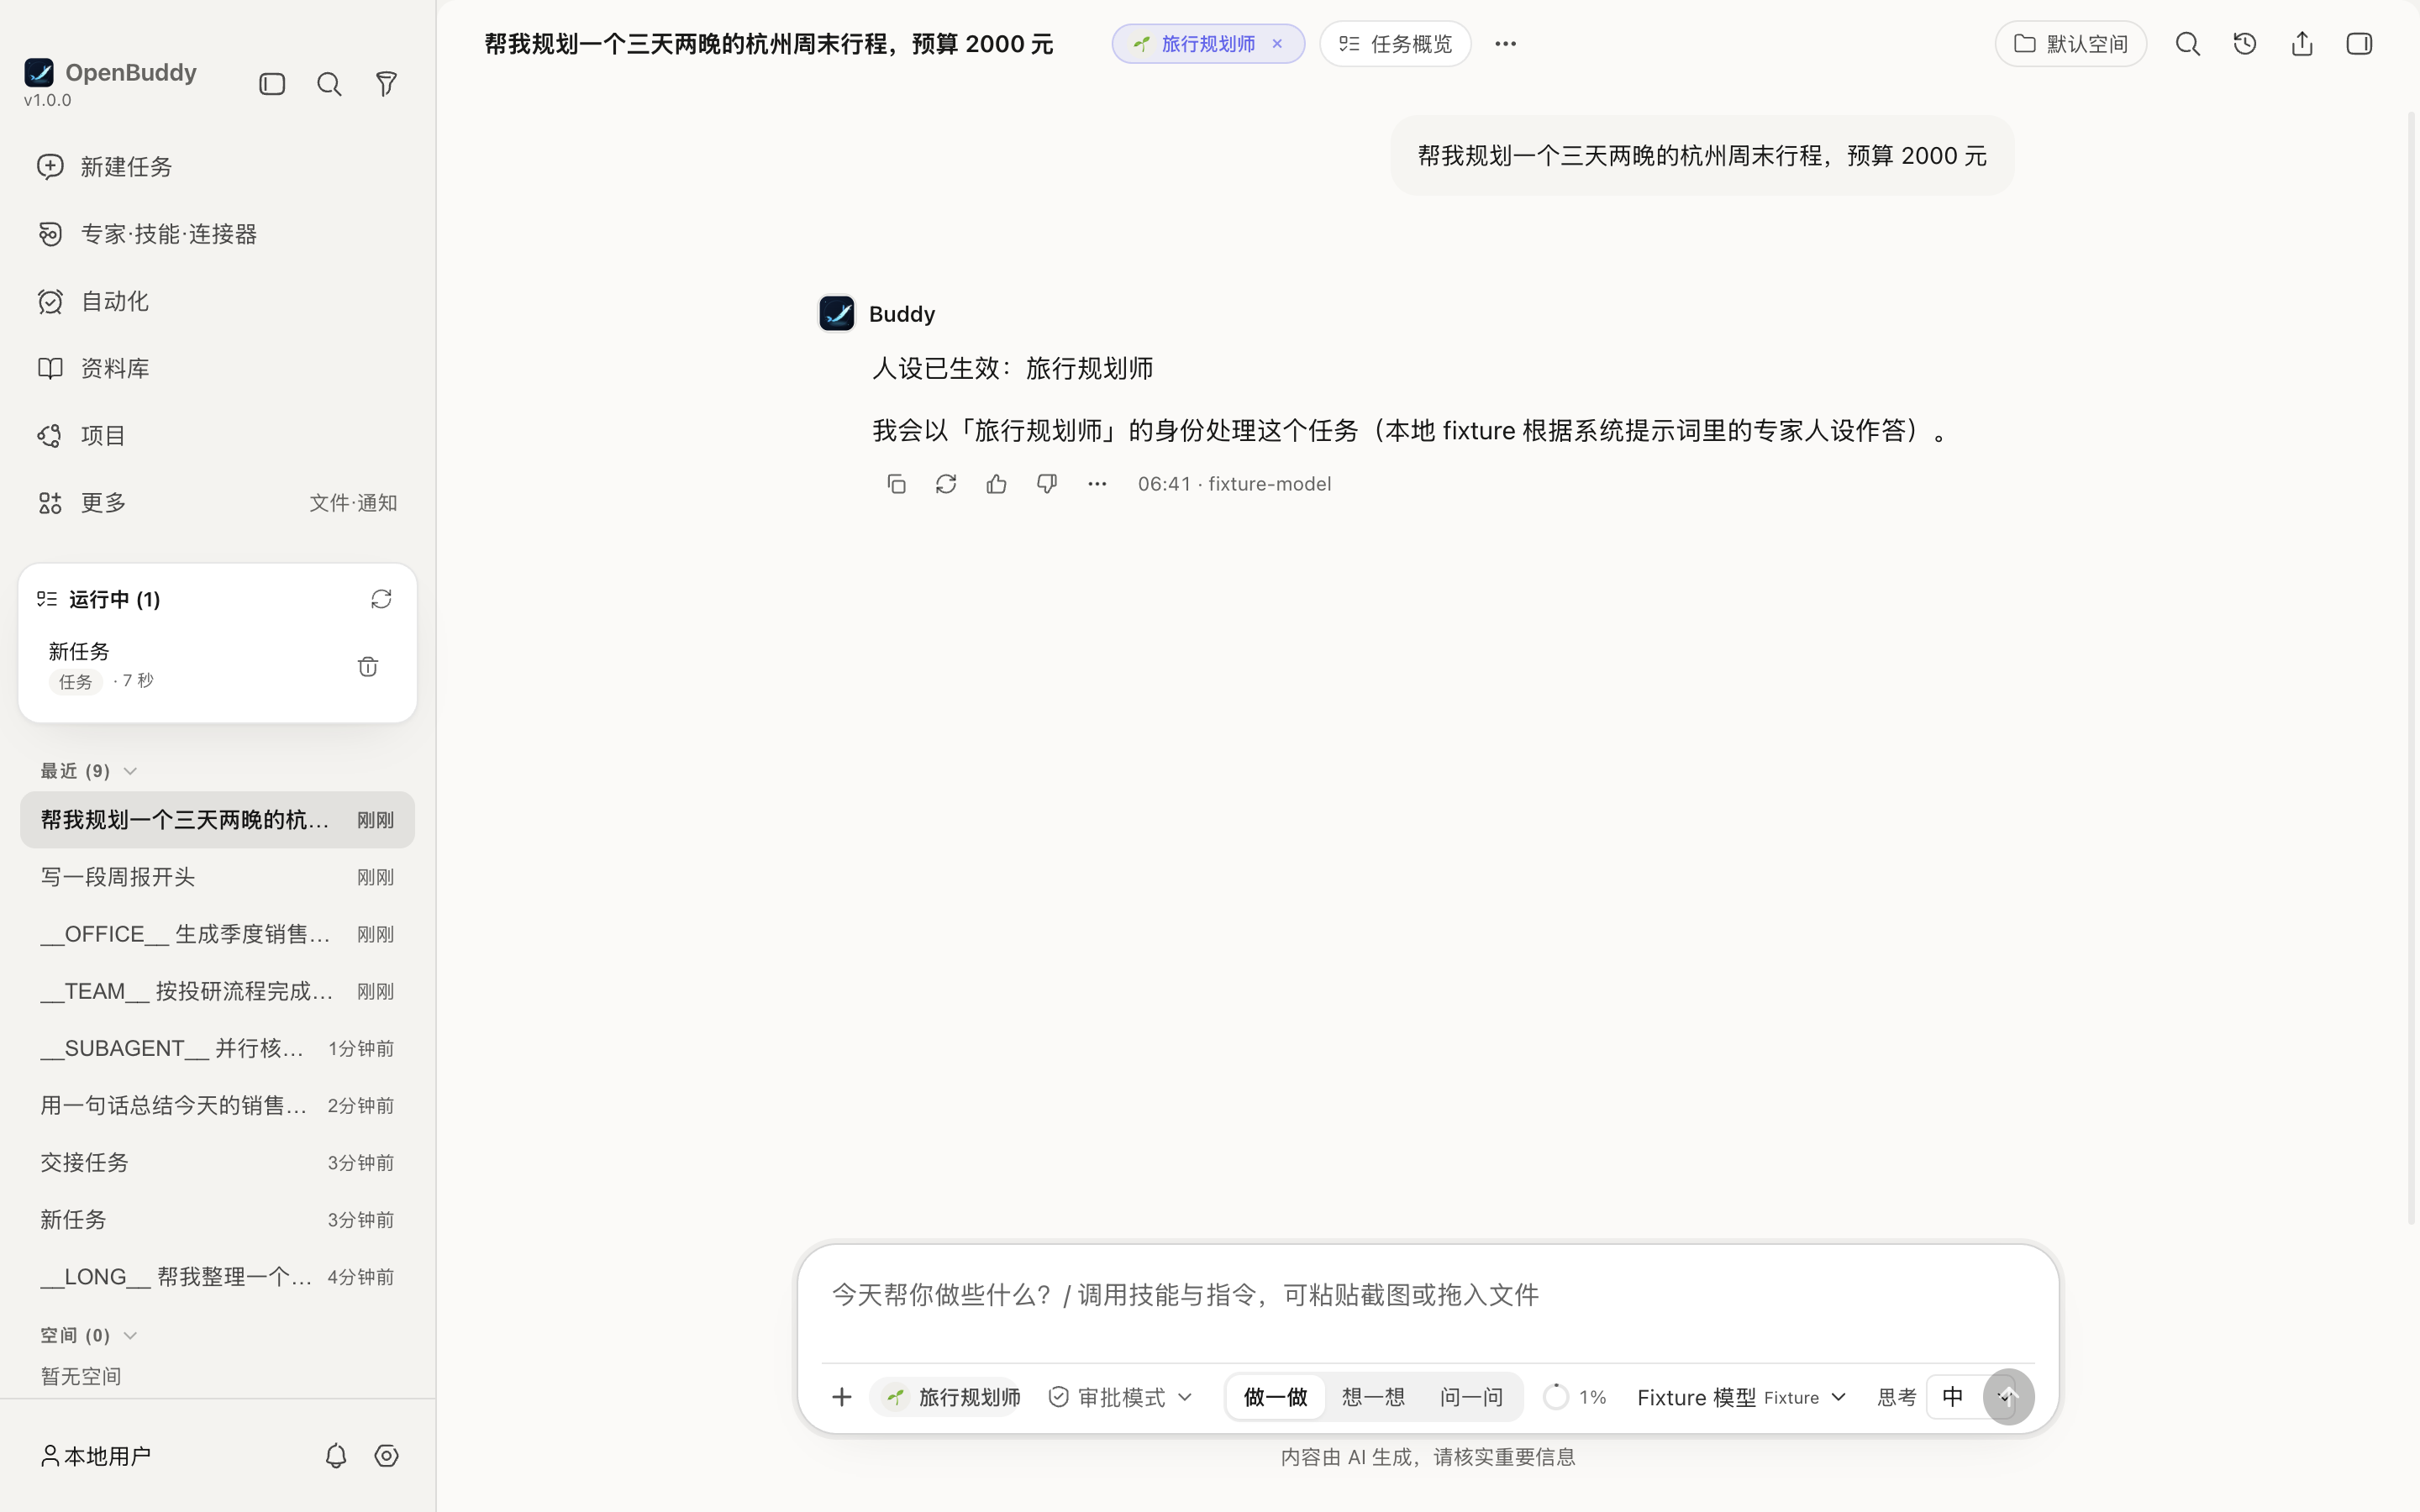 OpenBuddy
v1.0.0
新建任务
专家·技能·连接器
自动化
资料库
项目
更多 文件·通知
运行中 (1)
新任务
任务 · 7 秒
最近 (9)
帮我规划一个三天两晚的杭… 刚刚
写一段周报开头 刚刚
__OFFICE__ 生成季度销售… 刚刚
__TEAM__ 按投研流程完成… 刚刚
__SUBAGENT__ 并行核… 1分钟前
用一句话总结今天的销售… 2分钟前
交接任务 3分钟前
新任务 3分钟前
__LONG__ 帮我整理一个… 4分钟前
空间 (0)
暂无空间
本地用户
帮我规划一个三天两晚的杭州周末行程，预算 2000 元 旅行规划师 × 任务概览 默认空间
帮我规划一个三天两晚的杭州周末行程，预算 2000 元
Buddy
人设已生效：旅行规划师
我会以「旅行规划师」的身份处理这个任务（本地 fixture 根据系统提示词里的专家人设作答）。
06:41 · fixture-model
今天帮你做些什么？/ 调用技能与指令，可粘贴截图或拖入文件
旅行规划师 审批模式 做一做 想一想 问一问 1% Fixture 模型 Fixture 思考 中
内容由 AI 生成，请核实重要信息